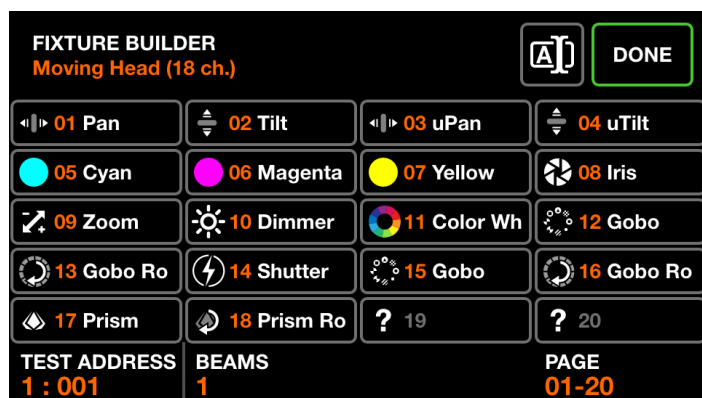 FIXTURE BUILDER
Moving Head (18 ch.)
A
DONE
01 Pan
02 Tilt
03 uPan
04 uTilt
05 Cyan
06 Magenta
07 Yellow
08 Iris
09 Zoom
10 Dimmer
11 Color Wh
12 Gobo
13 Gobo Ro
14 Shutter
15 Gobo
16 Gobo Ro
17 Prism
18 Prism Ro
? 19
? 20
TEST ADDRESS
1 : 001
BEAMS
1
PAGE
01-20